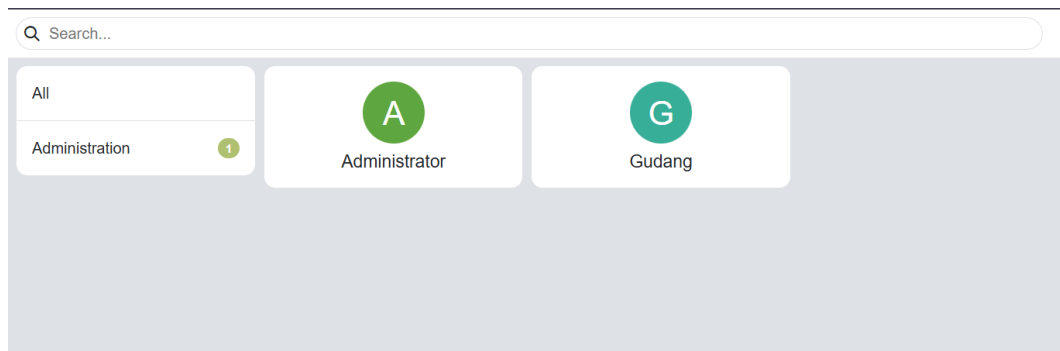 Search...
All
Administration
1
A
Administrator
G
Gudang